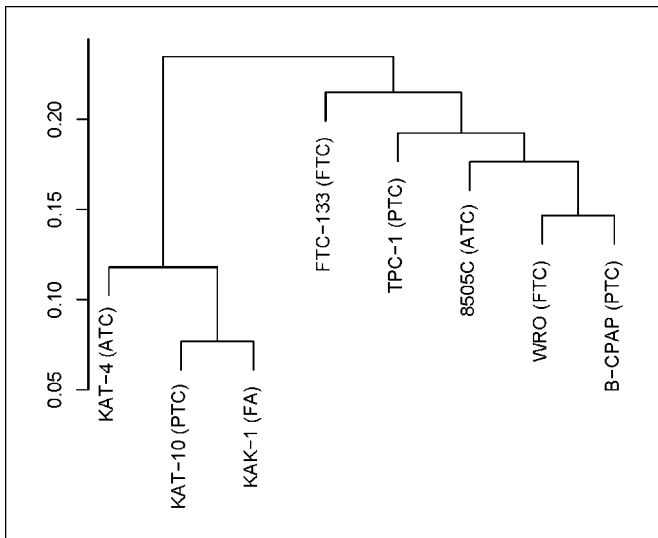 0.20
0.15
0.10
0.05
KAT-4 (ATC)
KAT-10 (PTC)
KAK-1 (FA)
FTC-133 (FTC)
TPC-1 (PTC)
8505C (ATC)
WRO (FTC)
B-CPAP (PTC)